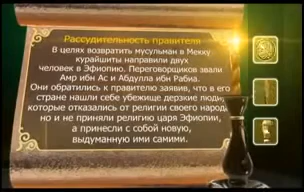 Рассудительность правителя
В целях возвратить мусульман в Мекку
курайшиты направили двух
человек в Эфиопию. Переговорщиков звали
Амр ибн Ас и Абдулла ибн Рабиа.
Они обратились к правителю заявив, что в его
стране нашли себе убежище дерзкие люди,
которые отказались от религии своего народа
но и не приняли религию царя Эфиопии,
а принесли с собой новую,
выдуманную ими самими.